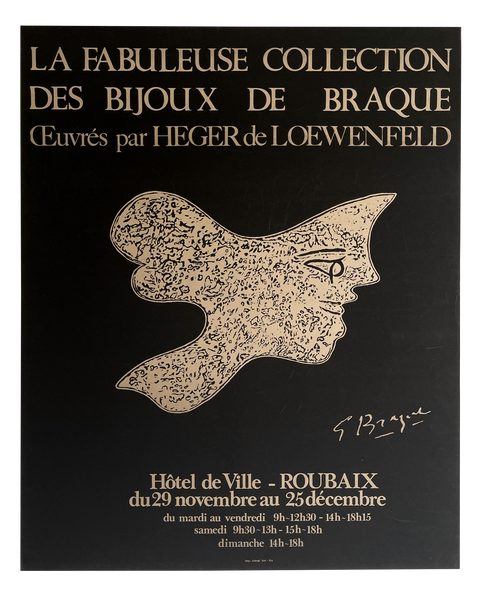 LA FABULEUSE COLLECTION
DES BIJOUX DE BRAQUE
Œuvrés par HEGER de LOEWENFELD
G Braque
Hôtel de Ville - ROUBAIX
du 29 novembre au 25 décembre
du mardi au vendredi 9h-12h30 - 14h-18h15
samedi 9h30-13h - 15h-18h
dimanche 14h-18h